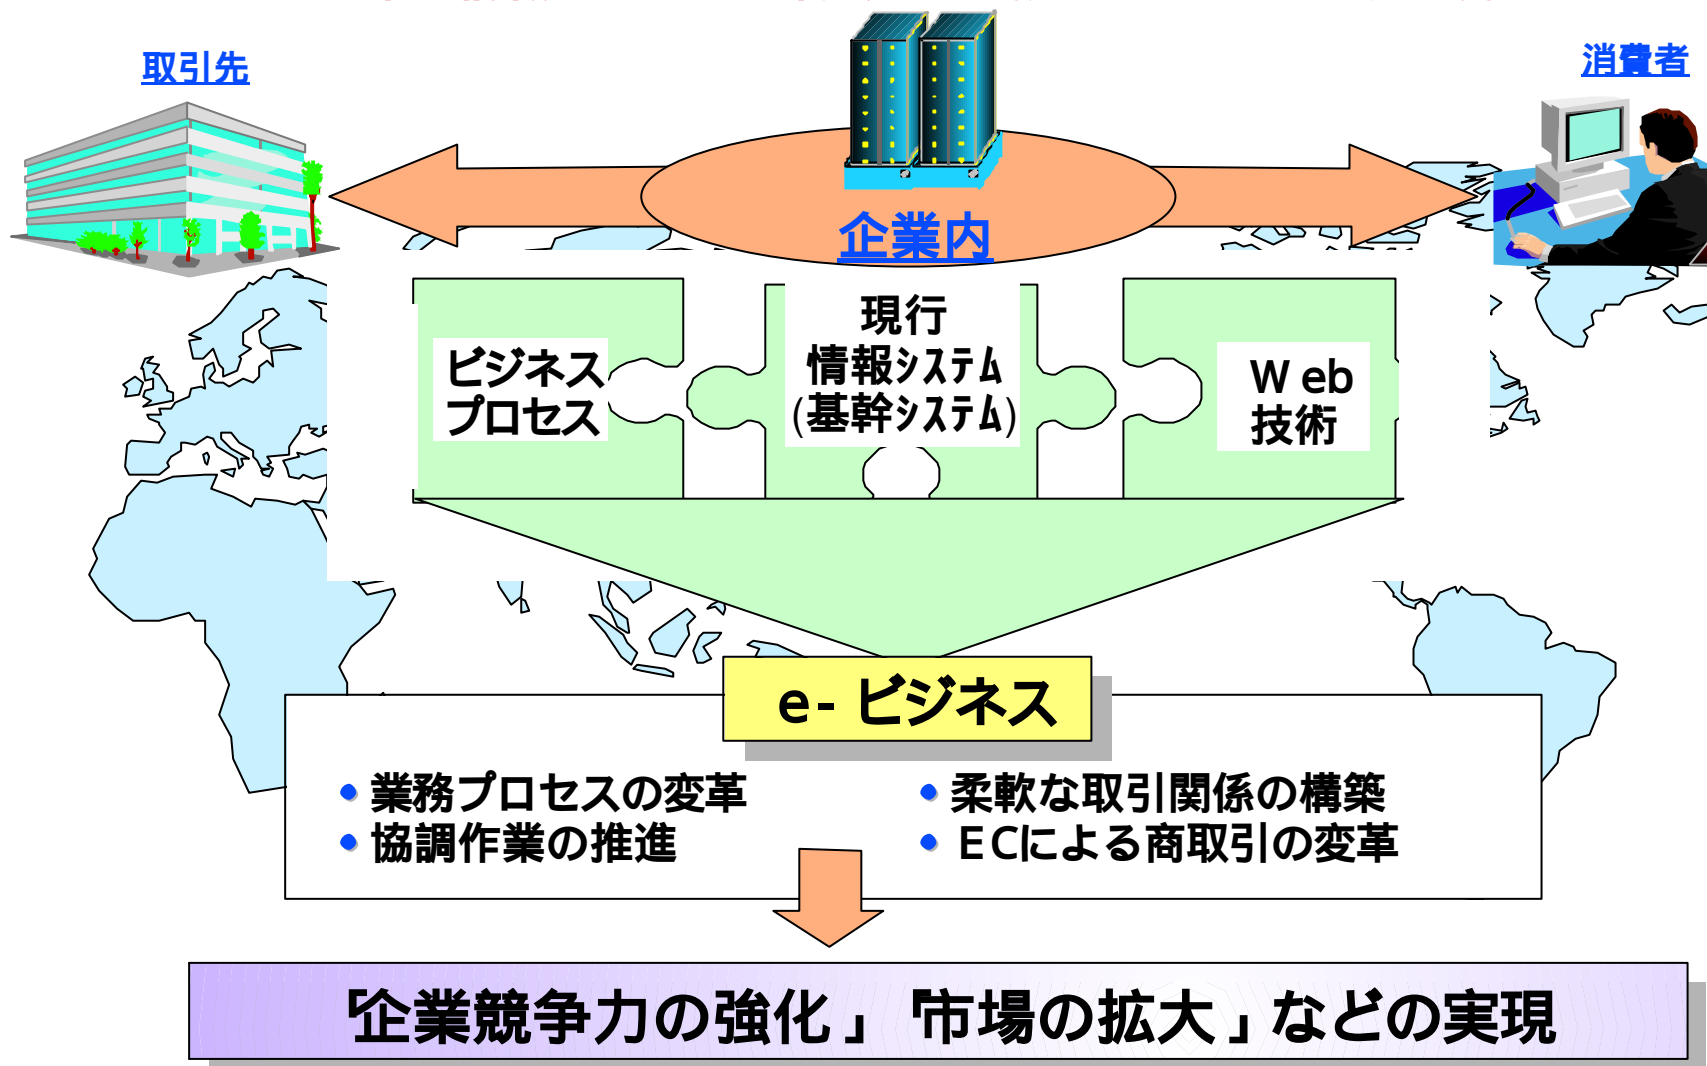 取引先
消費者
企業内
ビジネス
プロセス
現行
情報ｼｽﾃﾑ
(基幹ｼｽﾃﾑ)
Web
技術
e-ビジネス
•業務プロセスの変革
•協調作業の推進
•柔軟な取引関係の構築
•ECによる商取引の変革
「企業競争力の強化」「市場の拡大」などの実現